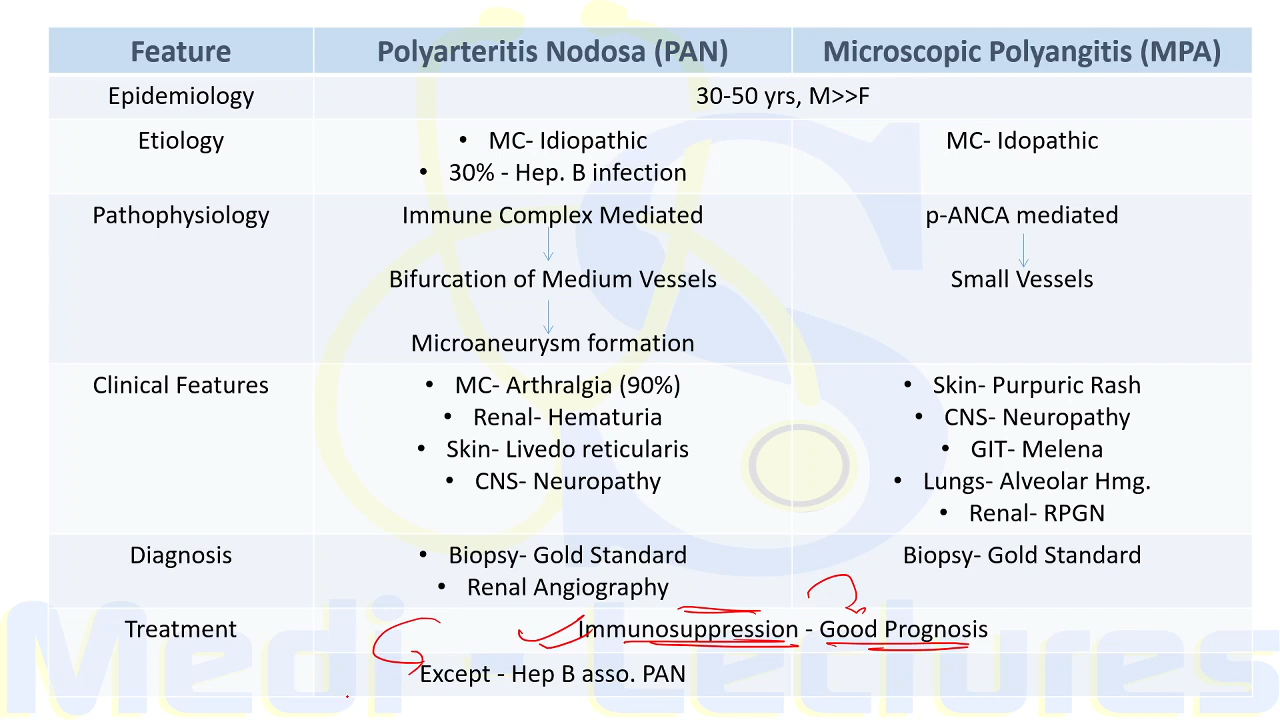 Feature Polyarteritis Nodosa (PAN) Microscopic Polyangitis (MPA)
Epidemiology 30-50 yrs, M>>F
Etiology • MC- Idiopathic MC- Idopathic
• 30% - Hep. B infection
Pathophysiology Immune Complex Mediated p-ANCA mediated
Bifurcation of Medium Vessels Small Vessels
Microaneurysm formation
Clinical Features • MC- Arthralgia (90%) • Skin- Purpuric Rash
• Renal- Hematuria • CNS- Neuropathy
• Skin- Livedo reticularis • GIT- Melena
• CNS- Neuropathy • Lungs- Alveolar Hmg.
• Renal- RPGN
Diagnosis • Biopsy- Gold Standard Biopsy- Gold Standard
• Renal Angiography
Treatment Immunosuppression - Good Prognosis
Except - Hep B asso. PAN
Medi - Lectures